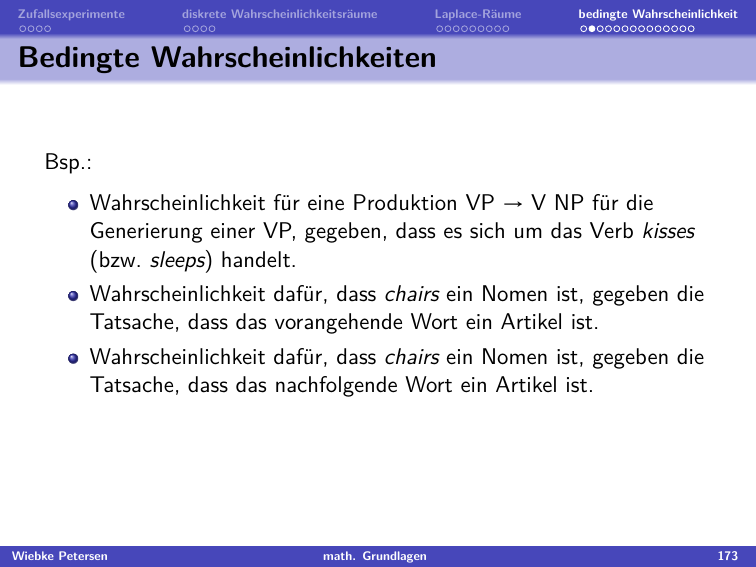 Zufallsexperimente diskrete Wahrscheinlichkeitsräume Laplace-Räume bedingte Wahrscheinlichkeit
Bedingte Wahrscheinlichkeiten
Bsp.:
Wahrscheinlichkeit für eine Produktion VP → V NP für die
Generierung einer VP, gegeben, dass es sich um das Verb kisses
(bzw. sleeps) handelt.
Wahrscheinlichkeit dafür, dass chairs ein Nomen ist, gegeben die
Tatsache, dass das vorangehende Wort ein Artikel ist.
Wahrscheinlichkeit dafür, dass chairs ein Nomen ist, gegeben die
Tatsache, dass das nachfolgende Wort ein Artikel ist.
Wiebke Petersen math. Grundlagen 173